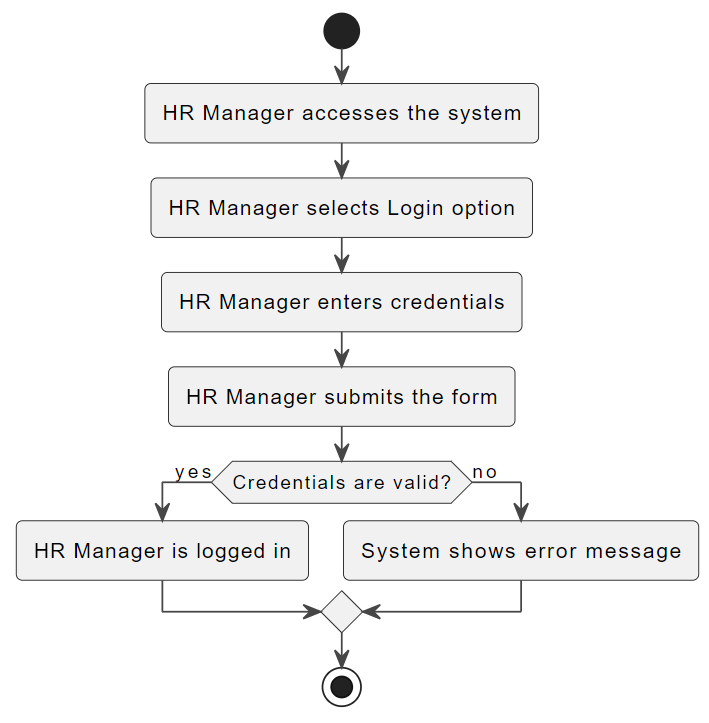 HR Manager accesses the system
HR Manager selects Login option
HR Manager enters credentials
HR Manager submits the form
yes
Credentials are valid?
no
HR Manager is logged in
System shows error message